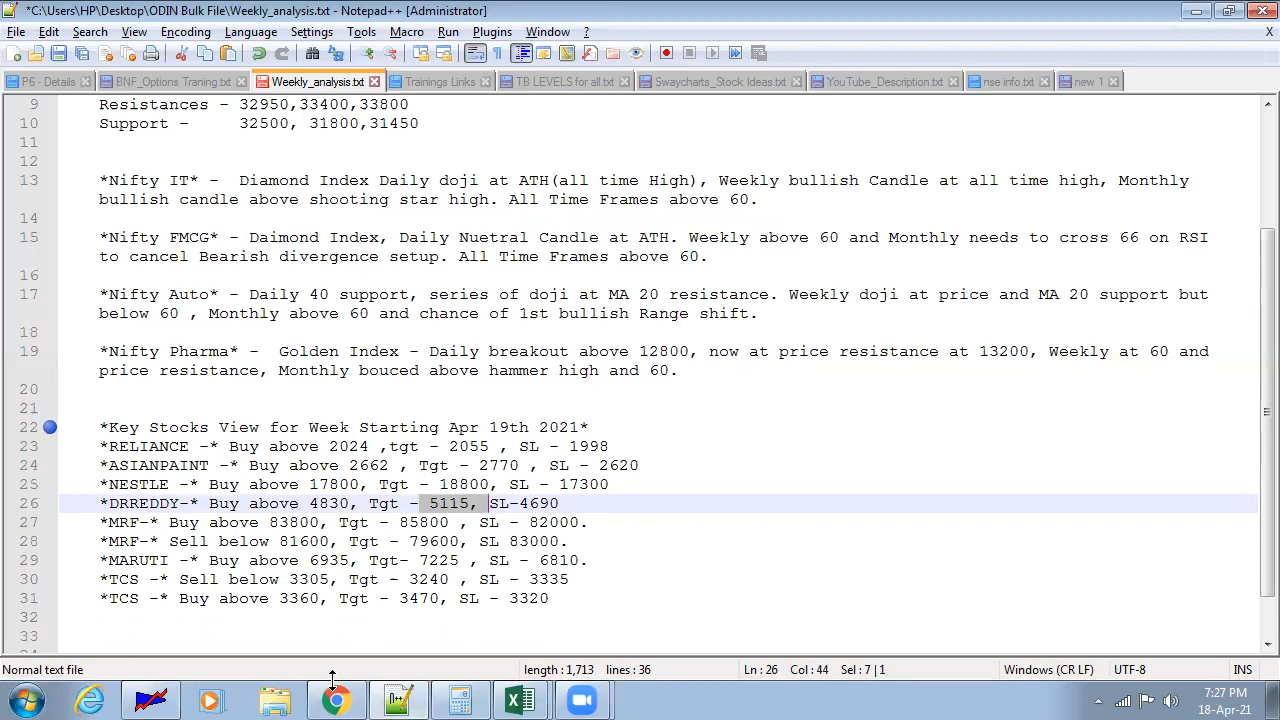 *C:\Users\HP\Desktop\ODIN Bulk File\Weekly_analysis.txt - Notepad++ [Administrator]
File Edit Search View Encoding Language Settings Tools Macro Run Plugins Window ? X
P6 - Details BNF_Options Traning.txt Weekly_analysis.txt Trainings Links TB LEVELS for all.txt Swaycharts_Stock Ideas.txt YouTube_Description.txt nse info.txt new 1
9 Resistances - 32950,33400,33800
10 Support - 32500, 31800,31450
11
12
13 *Nifty IT* - Diamond Index Daily doji at ATH(all time High), Weekly bullish Candle at all time high, Monthly
bullish candle above shooting star high. All Time Frames above 60.
14
15 *Nifty FMCG* - Daimond Index, Daily Nuetral Candle at ATH. Weekly above 60 and Monthly needs to cross 66 on RSI
to cancel Bearish divergence setup. All Time Frames above 60.
16
17 *Nifty Auto* - Daily 40 support, series of doji at MA 20 resistance. Weekly doji at price and MA 20 support but
below 60 , Monthly above 60 and chance of 1st bullish Range shift.
18
19 *Nifty Pharma* - Golden Index - Daily breakout above 12800, now at price resistance at 13200, Weekly at 60 and
price resistance, Monthly bouced above hammer high and 60.
20
21
22 *Key Stocks View for Week Starting Apr 19th 2021*
23 *RELIANCE -* Buy above 2024 ,tgt - 2055 , SL - 1998
24 *ASIANPAINT -* Buy above 2662 , Tgt - 2770 , SL - 2620
25 *NESTLE -* Buy above 17800, Tgt - 18800, SL - 17300
26 *DRREDDY-* Buy above 4830, Tgt - 5115, SL-4690
27 *MRF-* Buy above 83800, Tgt - 85800 , SL - 82000.
28 *MRF-* Sell below 81600, Tgt - 79600, SL 83000.
29 *MARUTI -* Buy above 6935, Tgt- 7225 , SL - 6810.
30 *TCS -* Sell below 3305, Tgt - 3240 , SL - 3335
31 *TCS -* Buy above 3360, Tgt - 3470, SL - 3320
32
33
Normal text file length : 1,713 lines : 36 Ln : 26 Col : 44 Sel : 7 | 1 Windows (CR LF) UTF-8 INS
7:27 PM
18-Apr-21